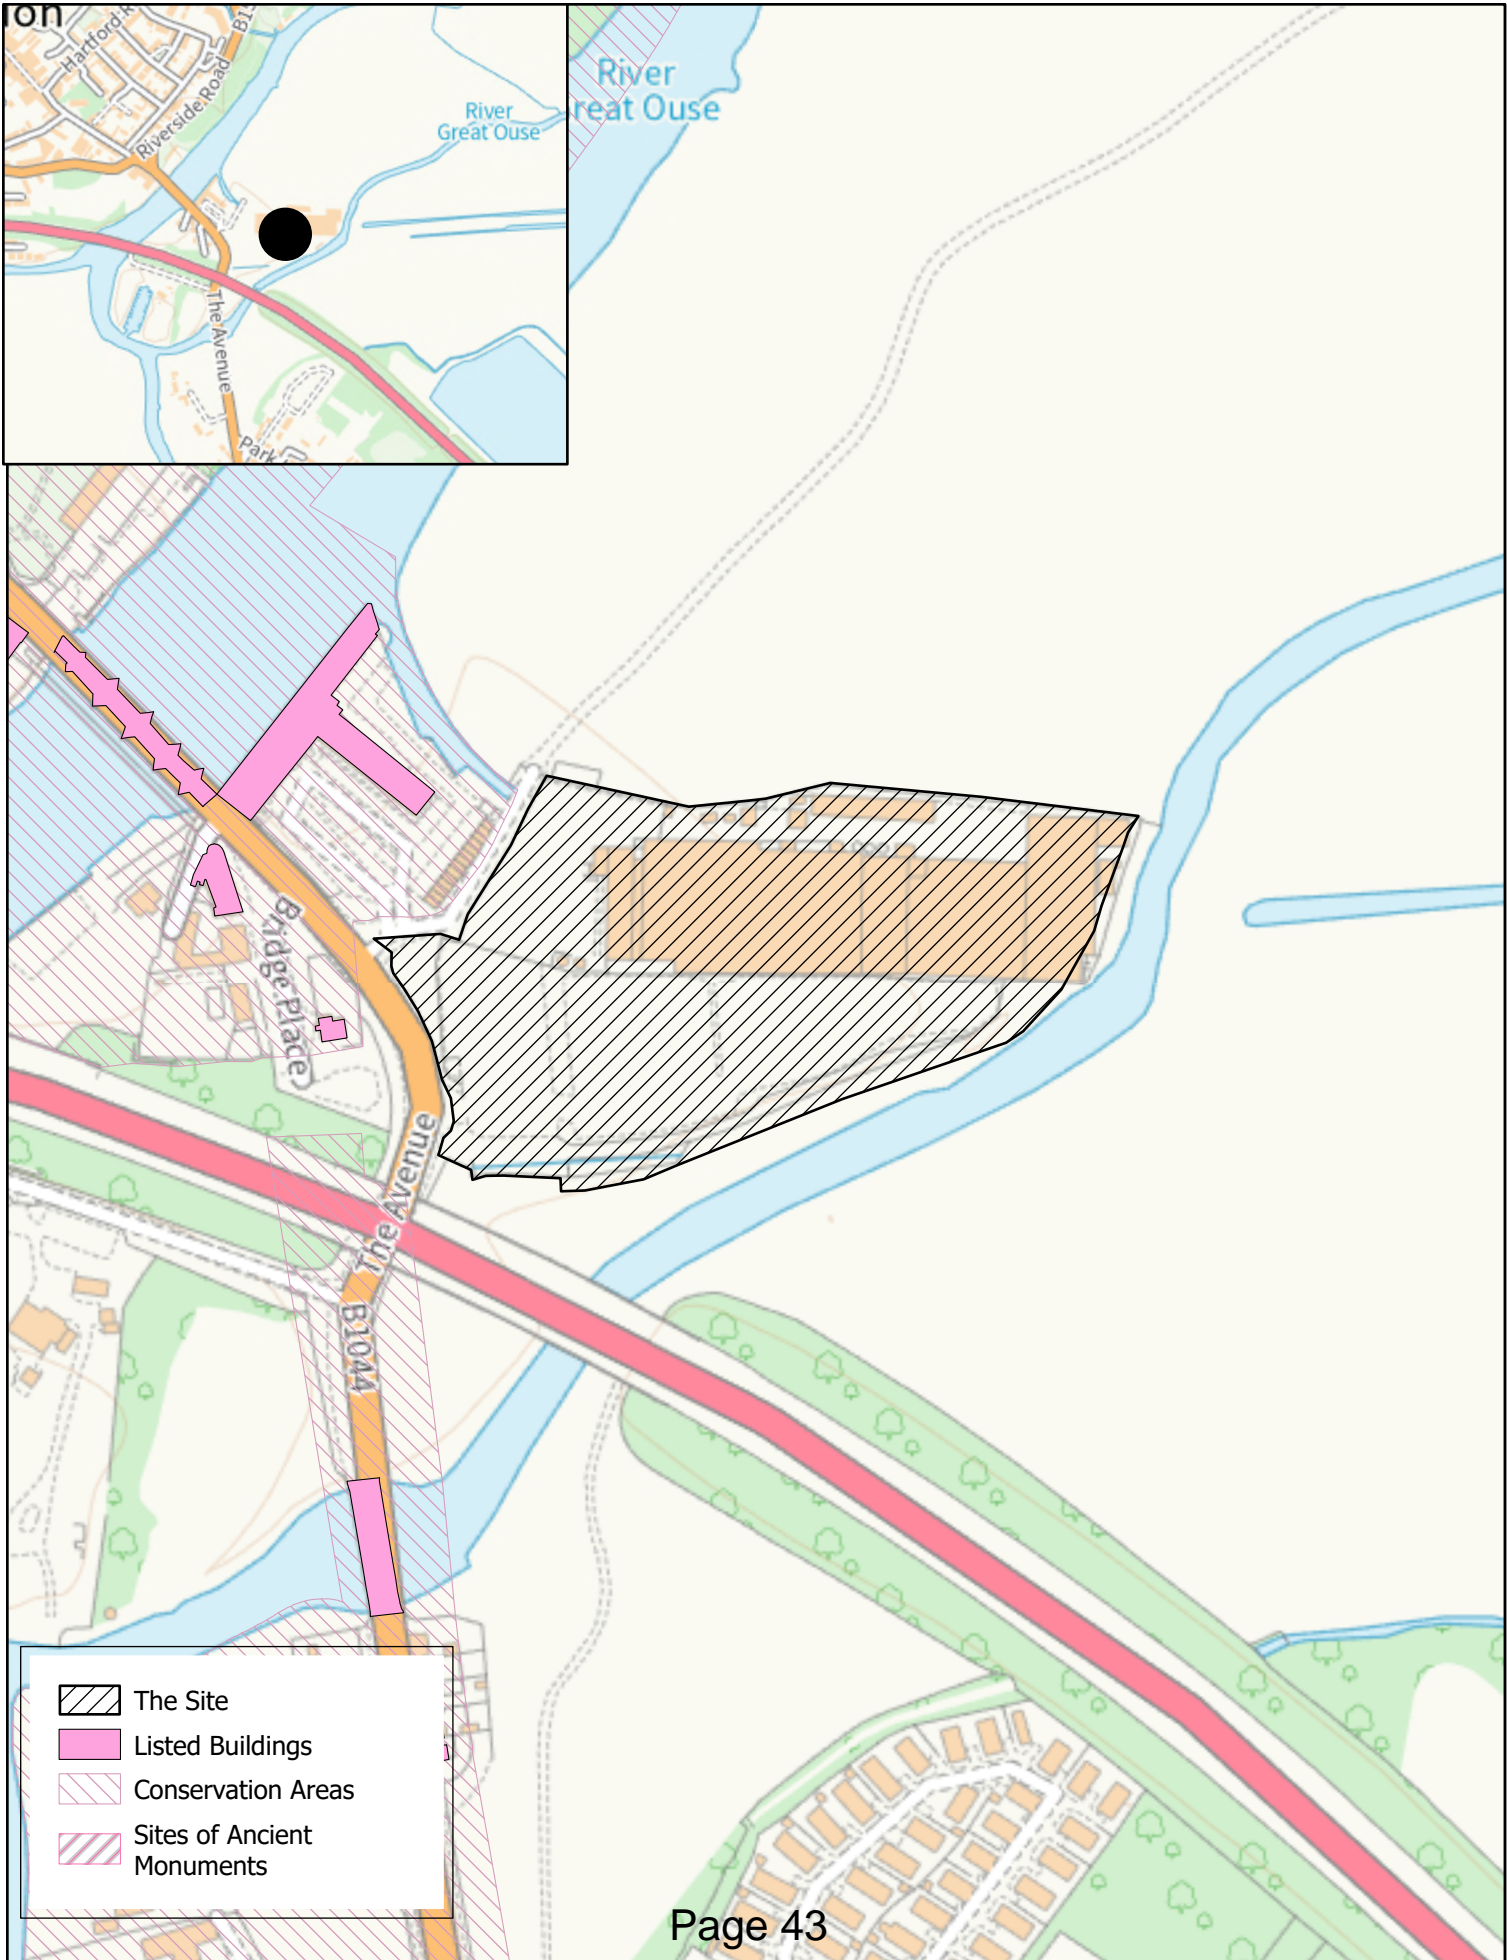 Hartford
B1
Riverside Road
River
Great Ouse
The Avenue
Park
River
reat Ouse
Bridge Place
The Avenue
B1044
The Site
Listed Buildings
Conservation Areas
Sites of Ancient
Monuments
Page 43